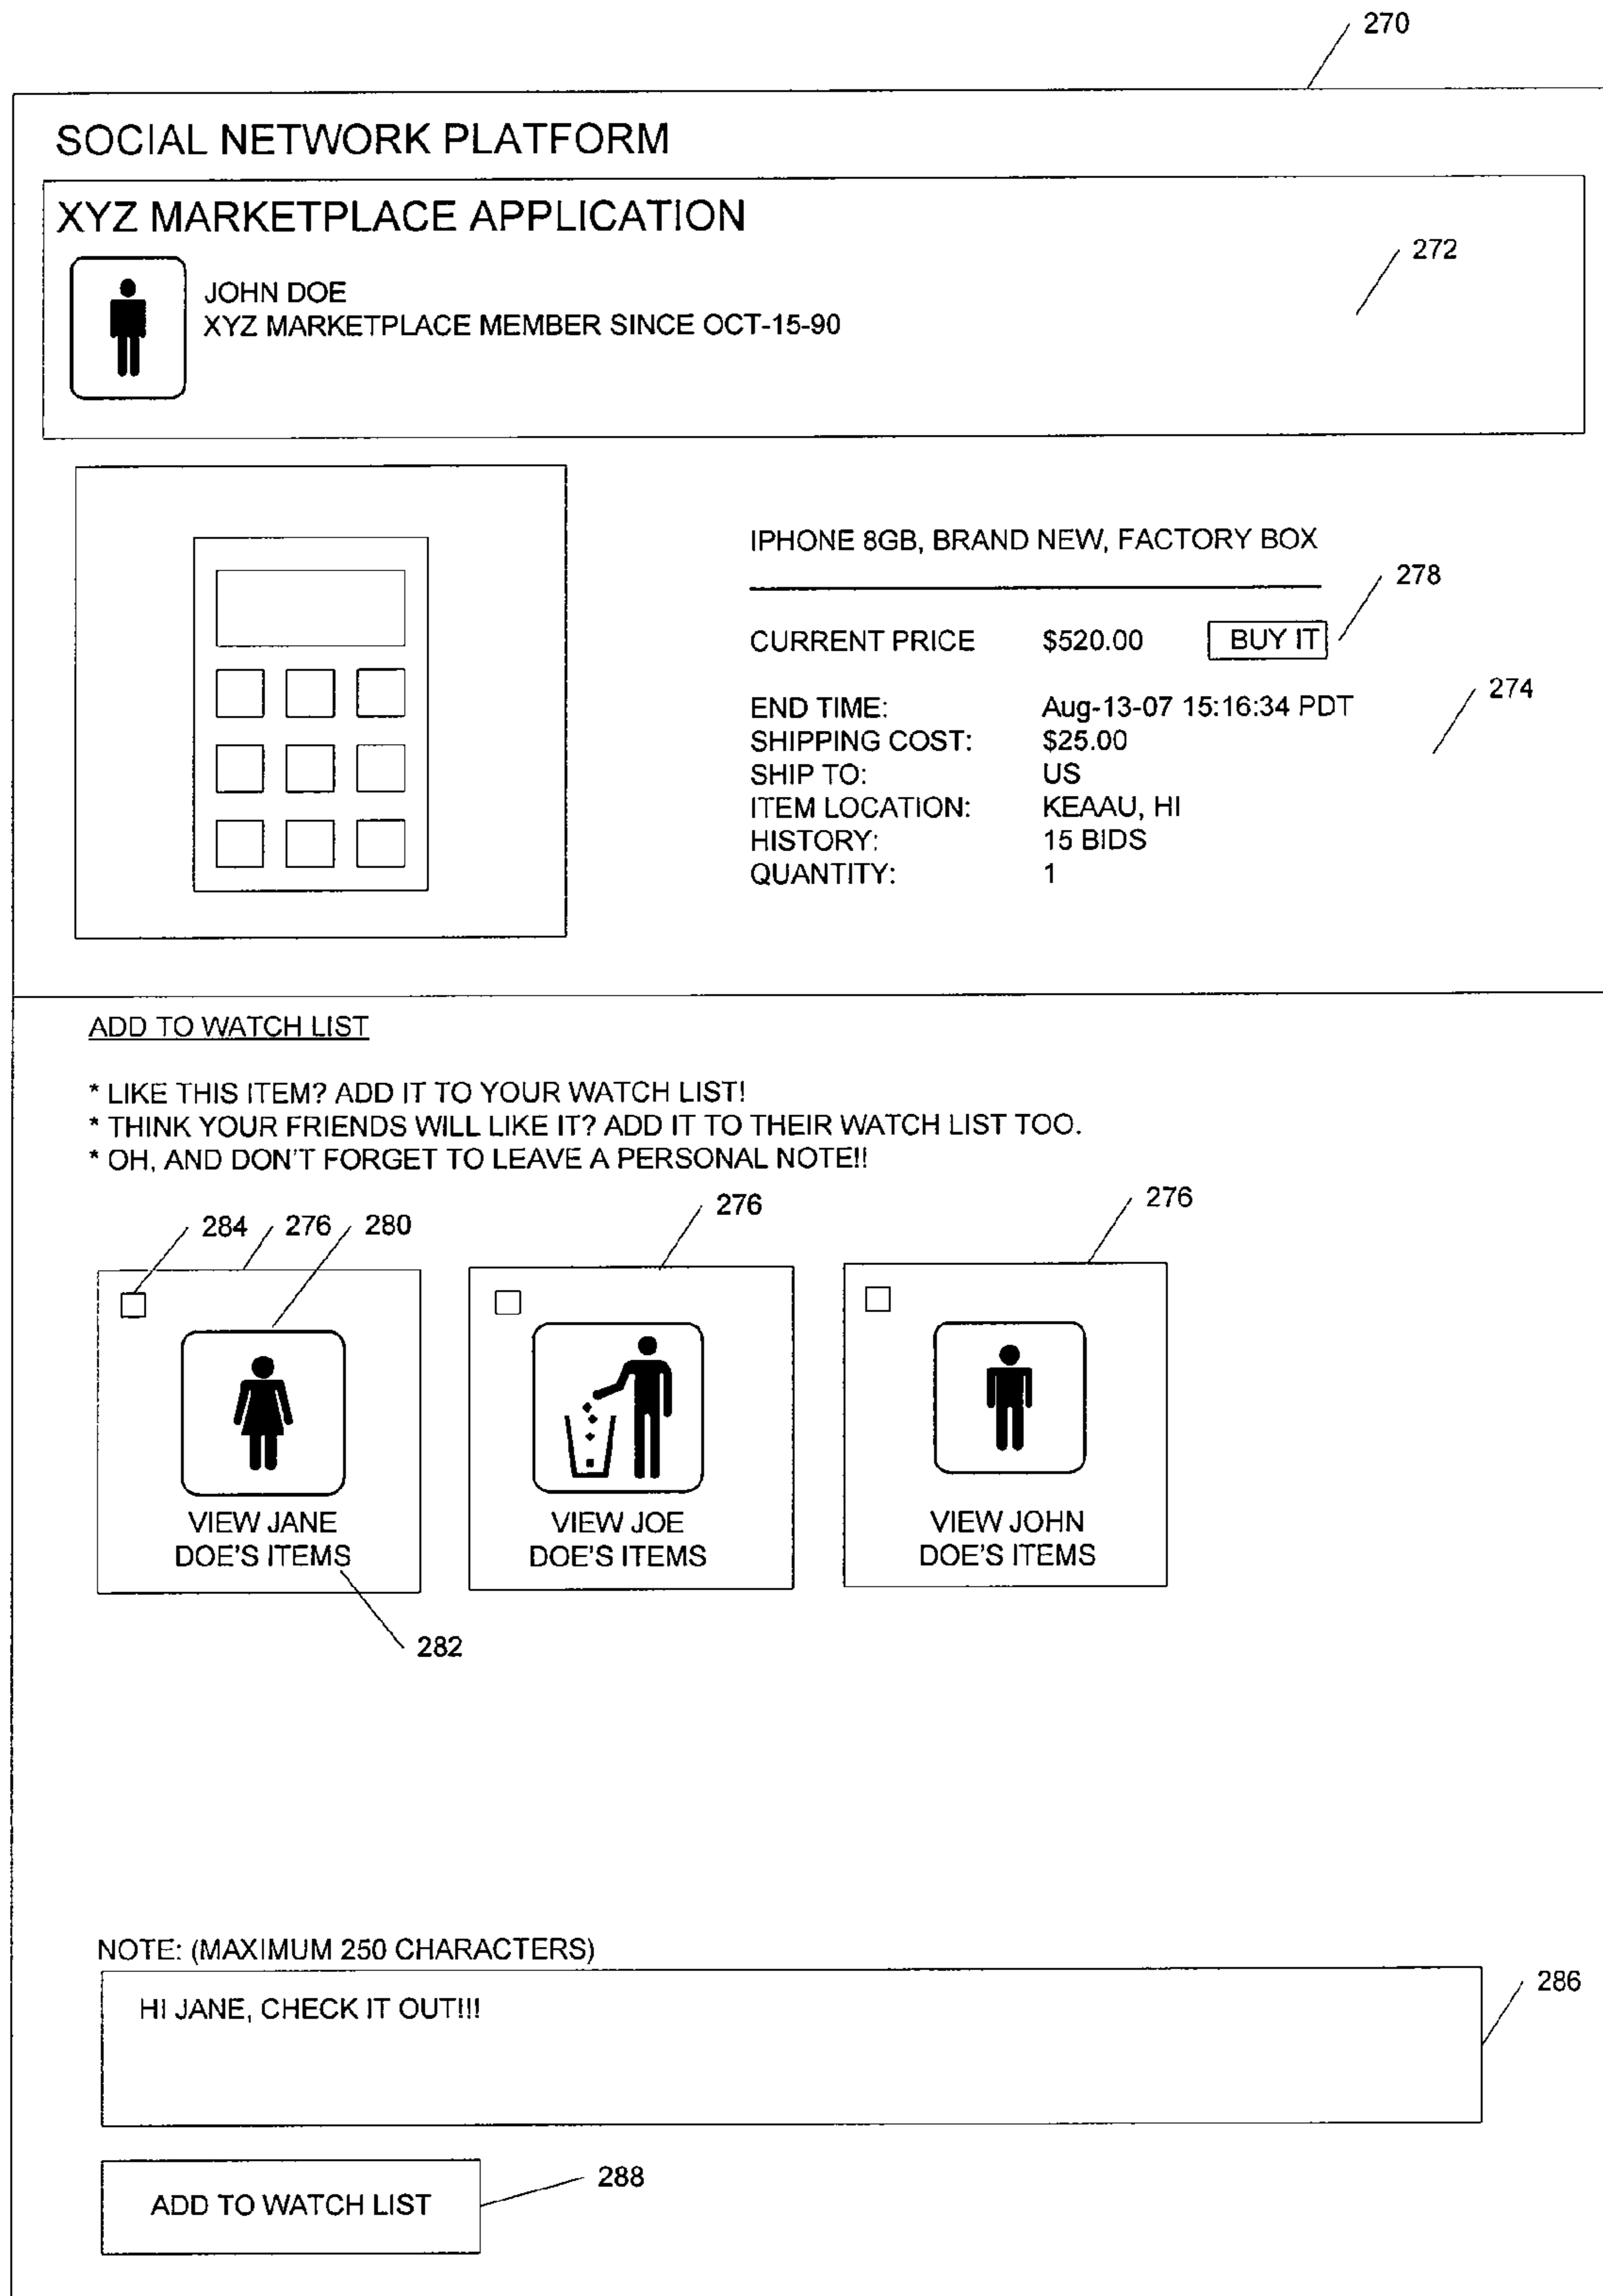 270
SOCIAL NETWORK PLATFORM
XYZ MARKETPLACE APPLICATION
272
JOHN DOE
XYZ MARKETPLACE MEMBER SINCE OCT-15-90
IPHONE 8GB, BRAND NEW, FACTORY BOX
278
CURRENT PRICE $520.00 BUY IT
274
END TIME: Aug-13-07 15:16:34 PDT
SHIPPING COST: $25.00
SHIP TO: US
ITEM LOCATION: KEAAU, HI
HISTORY: 15 BIDS
QUANTITY: 1
ADD TO WATCH LIST
* LIKE THIS ITEM? ADD IT TO YOUR WATCH LIST!
* THINK YOUR FRIENDS WILL LIKE IT? ADD IT TO THEIR WATCH LIST TOO.
* OH, AND DON'T FORGET TO LEAVE A PERSONAL NOTE!!
284 276 280 276 276
VIEW JANE
DOE'S ITEMS
VIEW JOE
DOE'S ITEMS
VIEW JOHN
DOE'S ITEMS
282
NOTE: (MAXIMUM 250 CHARACTERS)
HI JANE, CHECK IT OUT!!!
286
ADD TO WATCH LIST
288